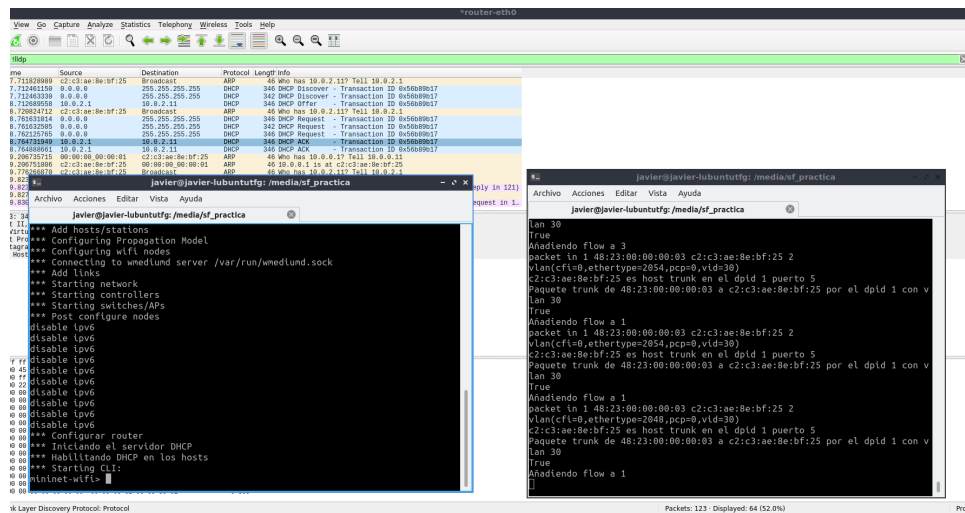 *router-eth0
View Go Capture Analyze Statistics Telephony Wireless Tools Help
!lldp
me Source Destination Protocol Length Info
7.711828989 c2:c3:ae:8e:bf:25 Broadcast ARP 46 Who has 10.0.2.11? Tell 10.0.2.1
7.712461150 0.0.0.0 255.255.255.255 DHCP 346 DHCP Discover - Transaction ID 0x56b89b17
7.712463330 0.0.0.0 255.255.255.255 DHCP 342 DHCP Discover - Transaction ID 0x56b89b17
8.712689558 10.0.2.1 10.0.2.11 DHCP 346 DHCP Offer - Transaction ID 0x56b89b17
8.720824712 c2:c3:ae:8e:bf:25 Broadcast ARP 46 Who has 10.0.2.11? Tell 10.0.2.1
8.761631014 0.0.0.0 255.255.255.255 DHCP 346 DHCP Request - Transaction ID 0x56b89b17
8.761632505 0.0.0.0 255.255.255.255 DHCP 342 DHCP Request - Transaction ID 0x56b89b17
8.762125765 0.0.0.0 255.255.255.255 DHCP 346 DHCP Request - Transaction ID 0x56b89b17
8.764731949 10.0.2.1 10.0.2.11 DHCP 346 DHCP ACK - Transaction ID 0x56b89b17
8.764888661 10.0.2.1 10.0.2.11 DHCP 342 DHCP ACK - Transaction ID 0x56b89b17
9.206735715 00:00:00_00:00:01 c2:c3:ae:8e:bf:25 ARP 46 Who has 10.0.0.1? Tell 10.0.0.11
9.206751806 c2:c3:ae:8e:bf:25 00:00:00_00:00:01 ARP 46 10.0.0.1 is at c2:c3:ae:8e:bf:25
9.776266870 c2:c3:ae:8e:bf:25 Broadcast ARP 46 Who has 10.0.2.11? Tell 10.0.2.1
eply in 121)
equest in 1…
javier@javier-lubuntutfg: /media/sf_practica
Archivo Acciones Editar Vista Ayuda
javier@javier-lubuntutfg: /media/sf_practica
*** Add hosts/stations
*** Configuring Propagation Model
*** Configuring wifi nodes
*** Connecting to wmediumd server /var/run/wmediumd.sock
*** Add links
*** Starting network
*** Starting controllers
*** Starting switches/APs
*** Post configure nodes
disable ipv6
disable ipv6
disable ipv6
disable ipv6
disable ipv6
disable ipv6
disable ipv6
disable ipv6
disable ipv6
disable ipv6
*** Configurar router
*** Iniciando el servidor DHCP
*** Habilitando DHCP en los hosts
*** Starting CLI:
mininet-wifi>
javier@javier-lubuntutfg: /media/sf_practica
Archivo Acciones Editar Vista Ayuda
javier@javier-lubuntutfg: /media/sf_practica
lan 30
True
Añadiendo flow a 3
packet in 1 48:23:00:00:00:03 c2:c3:ae:8e:bf:25 2
vlan(cfi=0,ethertype=2054,pcp=0,vid=30)
c2:c3:ae:8e:bf:25 es host trunk en el dpid 1 puerto 5
Paquete trunk de 48:23:00:00:00:03 a c2:c3:ae:8e:bf:25 por el dpid 1 con v
lan 30
True
Añadiendo flow a 1
packet in 1 48:23:00:00:00:03 c2:c3:ae:8e:bf:25 2
vlan(cfi=0,ethertype=2054,pcp=0,vid=30)
c2:c3:ae:8e:bf:25 es host trunk en el dpid 1 puerto 5
Paquete trunk de 48:23:00:00:00:03 a c2:c3:ae:8e:bf:25 por el dpid 1 con v
lan 30
True
Añadiendo flow a 1
packet in 1 48:23:00:00:00:03 c2:c3:ae:8e:bf:25 2
vlan(cfi=0,ethertype=2048,pcp=0,vid=30)
c2:c3:ae:8e:bf:25 es host trunk en el dpid 1 puerto 5
Paquete trunk de 48:23:00:00:00:03 a c2:c3:ae:8e:bf:25 por el dpid 1 con v
lan 30
True
Añadiendo flow a 1
nk Layer Discovery Protocol: Protocol
Packets: 123 · Displayed: 64 (52.0%)
Pro